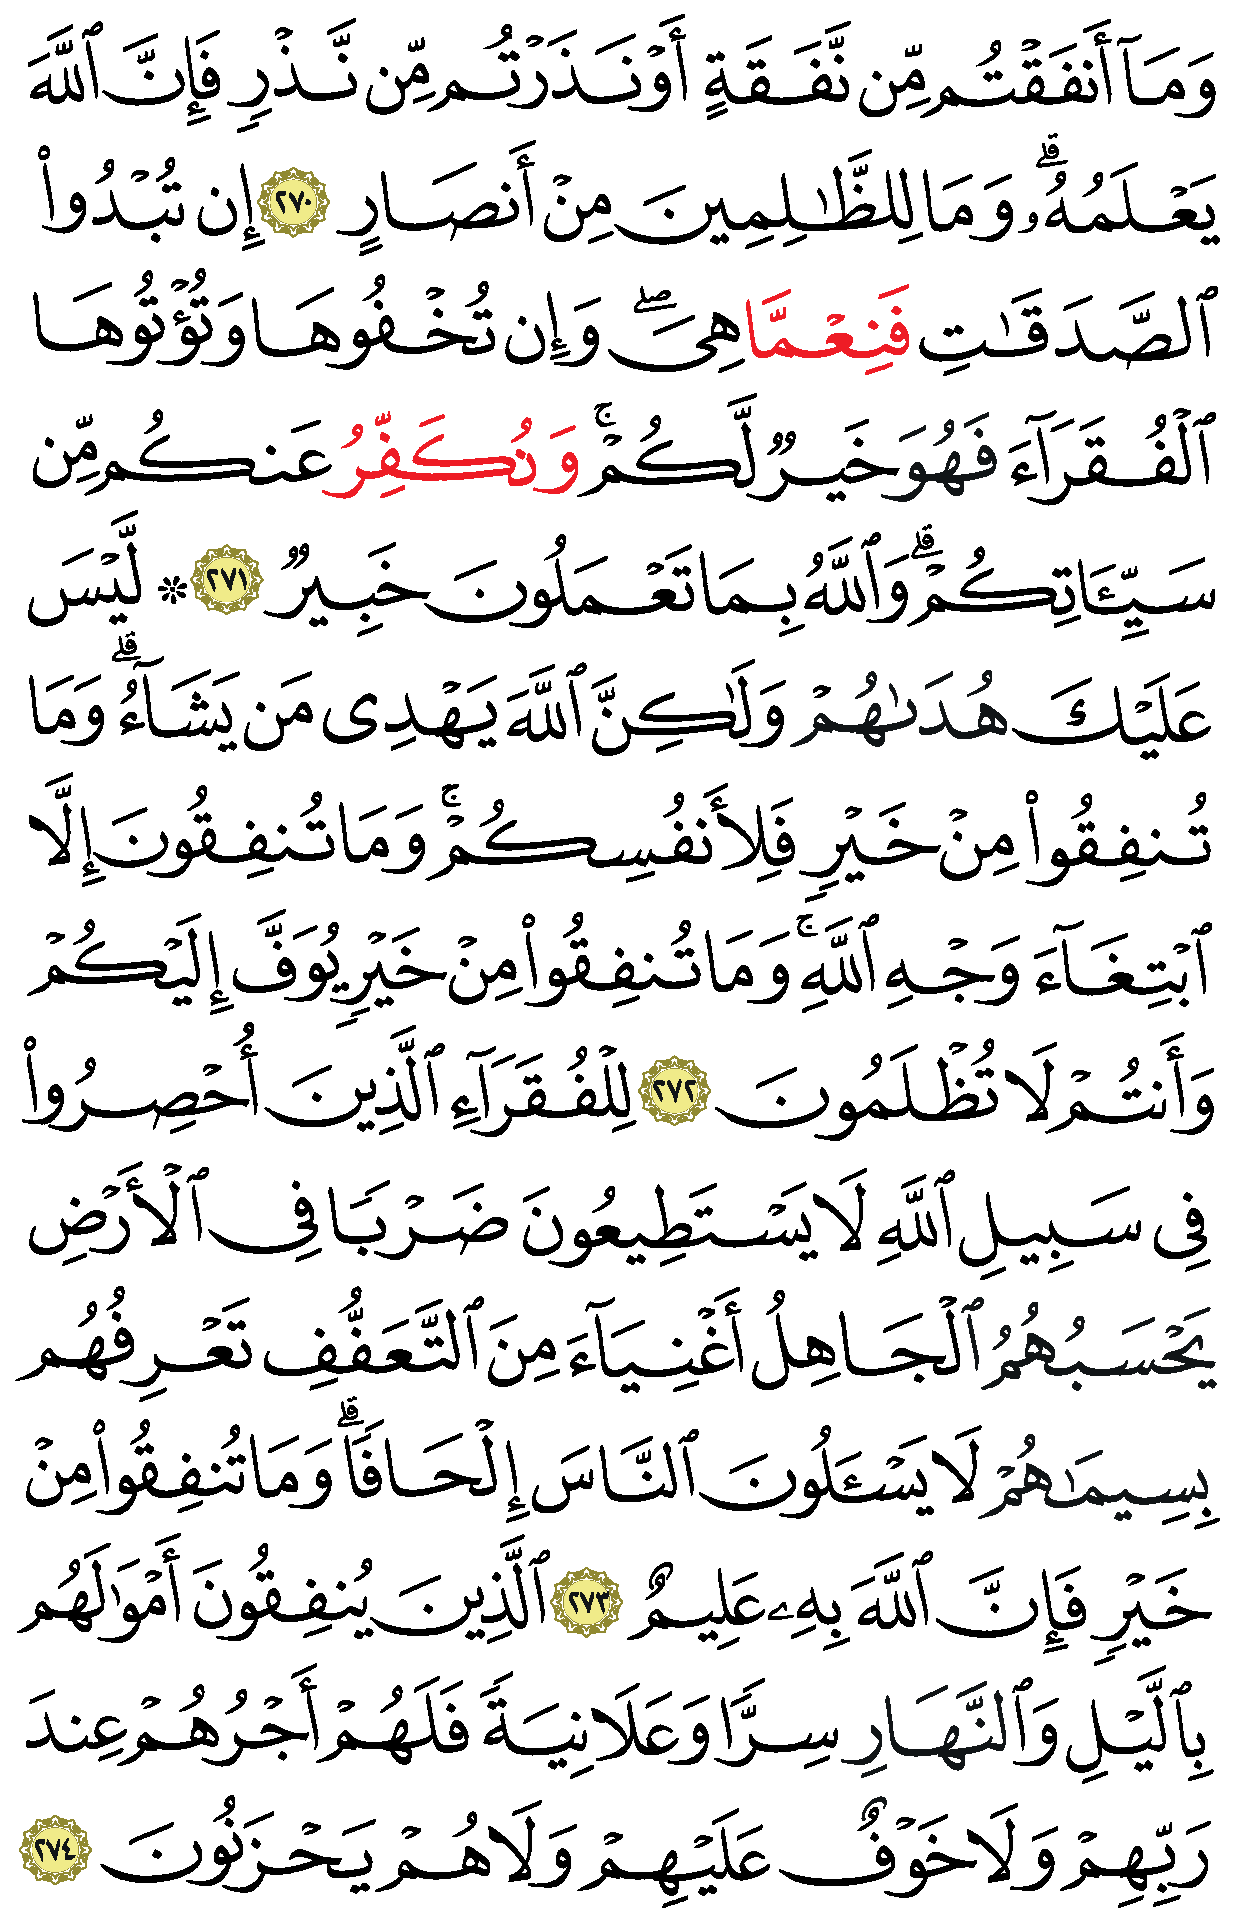 وَمَآ أَنفَقۡتُم مِّن نَّفَقَةٍ أَوۡ نَذَرۡتُم مِّن نَّذۡرٖ فَإِنَّ ٱللَّهَ
يَعۡلَمُهُۥۗ وَمَا لِلظَّٰلِمِينَ مِنۡ أَنصَارٍ ٢٧٠ إِن تُبۡدُواْ
ٱلصَّدَقَٰتِ فَنِعۡمَّا هِيَۖ وَإِن تُخۡفُوهَا وَتُؤۡتُوهَا
ٱلۡفُقَرَآءَ فَهُوَ خَيۡرٞ لَّكُمۡۚ وَنُكَفِّرُ عَنكُم مِّن
سَيِّـَٔاتِكُمۡۗ وَٱللَّهُ بِمَا تَعۡمَلُونَ خَبِيرٞ ٢٧١ ۞ لَّيۡسَ
عَلَيۡكَ هُدَىٰهُمۡ وَلَٰكِنَّ ٱللَّهَ يَهۡدِي مَن يَشَآءُۗ وَمَا
تُنفِقُواْ مِنۡ خَيۡرٖ فَلِأَنفُسِكُمۡۚ وَمَا تُنفِقُونَ إِلَّا
ٱبۡتِغَآءَ وَجۡهِ ٱللَّهِۚ وَمَا تُنفِقُواْ مِنۡ خَيۡرٖ يُوَفَّ إِلَيۡكُمۡ
وَأَنتُمۡ لَا تُظۡلَمُونَ ٢٧٢ لِلۡفُقَرَآءِ ٱلَّذِينَ أُحۡصِرُواْ
فِي سَبِيلِ ٱللَّهِ لَا يَسۡتَطِيعُونَ ضَرۡبٗا فِي ٱلۡأَرۡضِ
يَحۡسَبُهُمُ ٱلۡجَاهِلُ أَغۡنِيَآءَ مِنَ ٱلتَّعَفُّفِ تَعۡرِفُهُم
بِسِيمَٰهُمۡ لَا يَسۡـَٔلُونَ ٱلنَّاسَ إِلۡحَافٗاۗ وَمَا تُنفِقُواْ مِنۡ
خَيۡرٖ فَإِنَّ ٱللَّهَ بِهِۦ عَلِيمٌ ٢٧٣ ٱلَّذِينَ يُنفِقُونَ أَمۡوَٰلَهُم
بِٱلَّيۡلِ وَٱلنَّهَارِ سِرّٗا وَعَلَانِيَةٗ فَلَهُمۡ أَجۡرُهُمۡ عِندَ
رَبِّهِمۡ وَلَا خَوۡفٌ عَلَيۡهِمۡ وَلَا هُمۡ يَحۡزَنُونَ ٢٧٤